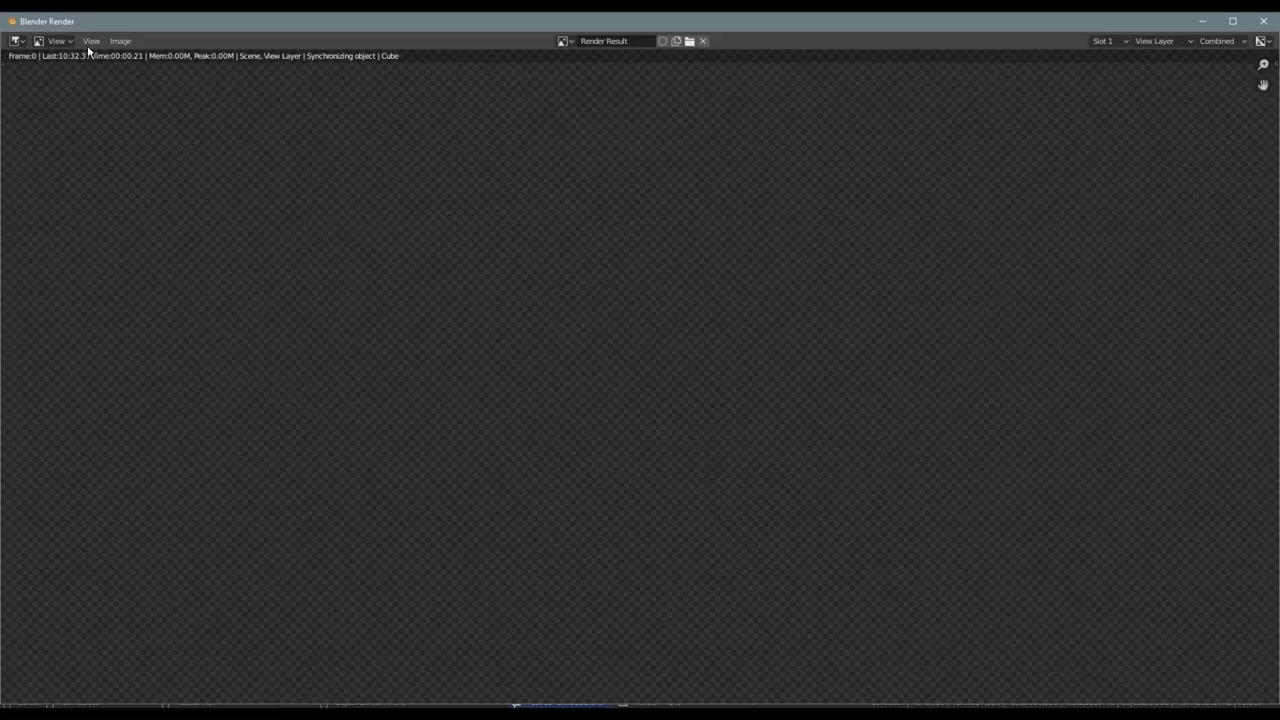 Blender Render
View View Image Render Result Slot 1 View Layer Combined
Frame:0 | Last:10:32.3 Time:00:00.21 | Mem:0.00M, Peak:0.00M | Scene, View Layer | Synchronizing object | Cube